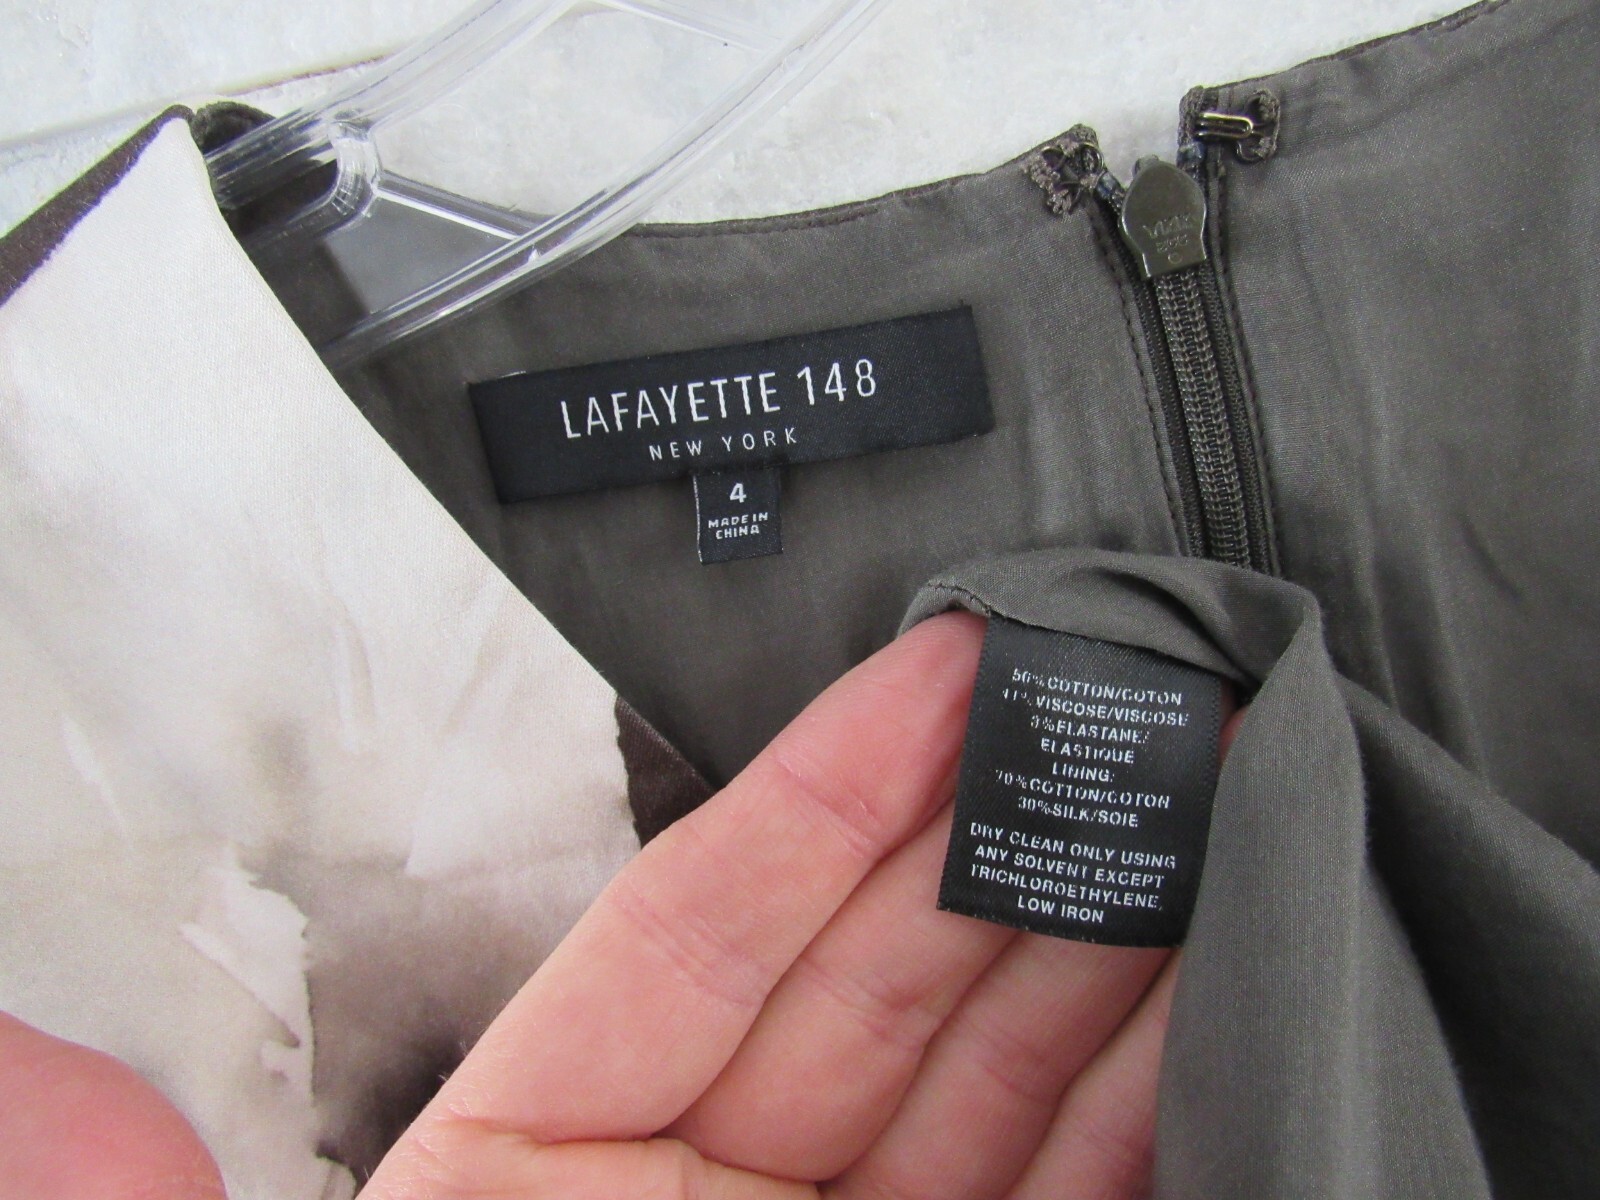 LAFAYETTE 148
NEW YORK
4
MADE IN
CHINA
56% COTTON/COTON
41% VISCOSE/VISCOSE
3% ELASTANE/
ELASTIQUE
LINING:
70% COTTON/COTON
30% SILK/SOIE
DRY CLEAN ONLY USING
ANY SOLVENT EXCEPT
TRICHLOROETHYLENE,
LOW IRON